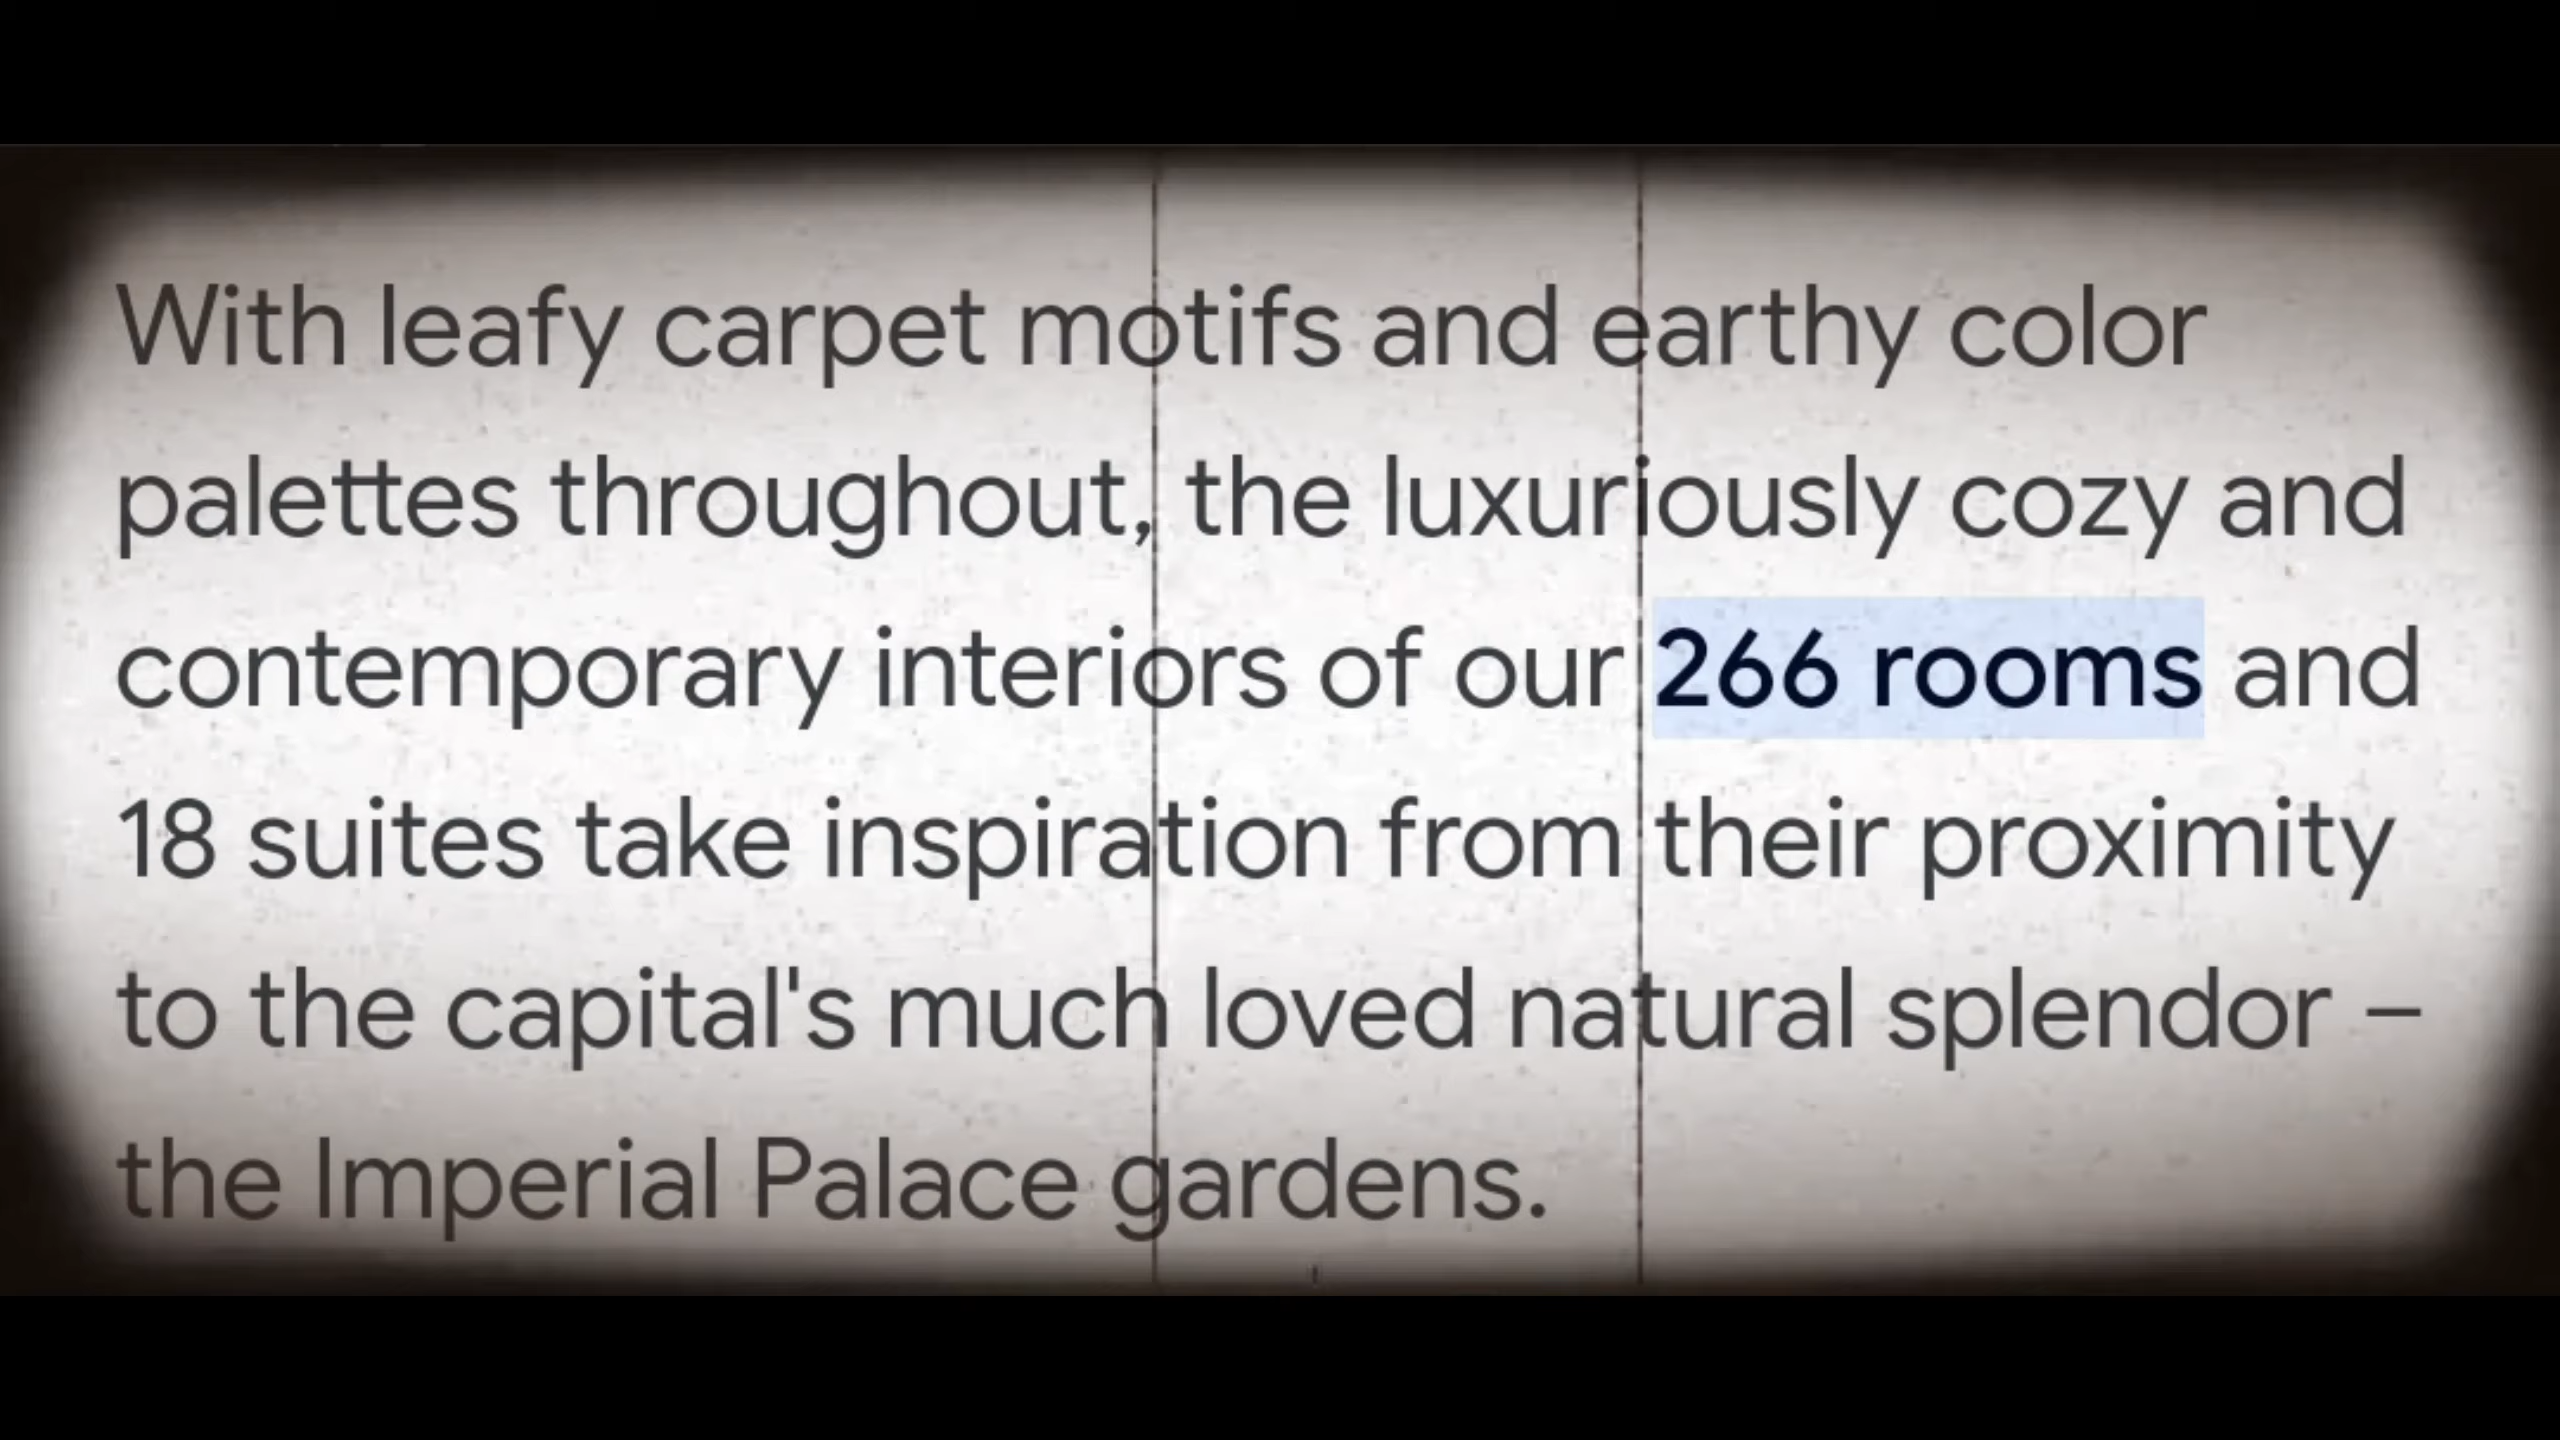 With leafy carpet motifs and earthy color
palettes throughout, the luxuriously cozy and
contemporary interiors of our 266 rooms and
18 suites take inspiration from their proximity
to the capital's much loved natural splendor –
the Imperial Palace gardens.